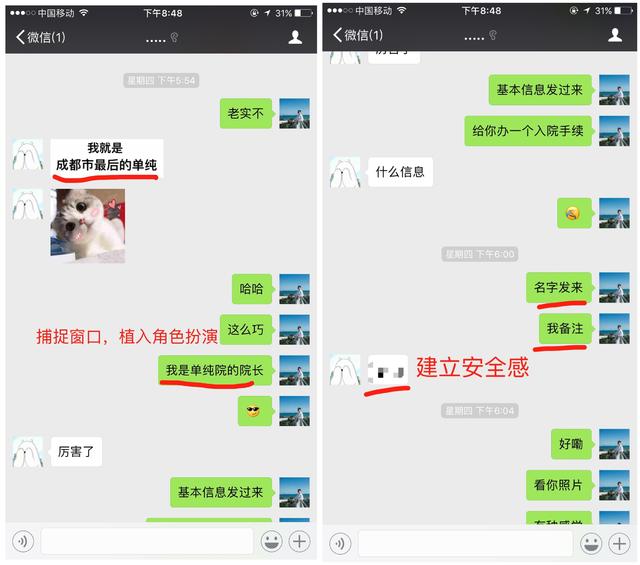 中国移动
下午8:48
31%
微信(1)
.....
星期四 下午5:54
老实不
我就是
成都市最后的单纯
哈哈
这么巧
捕捉窗口，植入角色扮演
我是单纯院的院长
厉害了
基本信息发过来
中国移动
下午8:48
31%
微信(1)
.....
基本信息发过来
给你办一个入院手续
什么信息
星期四 下午6:00
名字发来
我备注
建立安全感
星期四 下午6:04
好嘞
看你照片